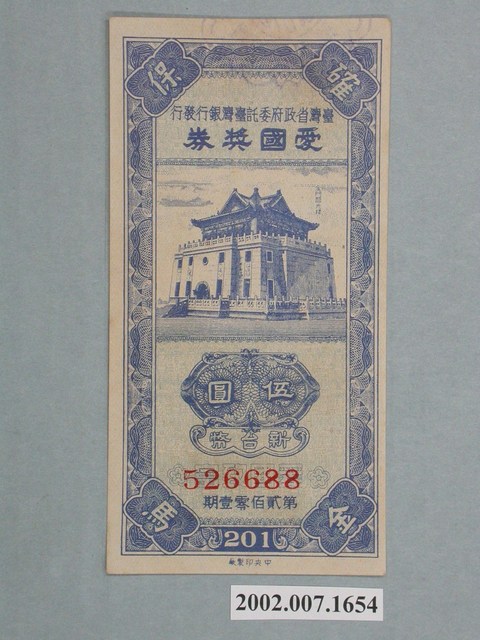 確保
臺灣省政府委託臺灣銀行發行
愛國獎券
伍圓
新台幣
526688
第貳佰零壹期
金馬
201
中央印製廠
2002.007.1654